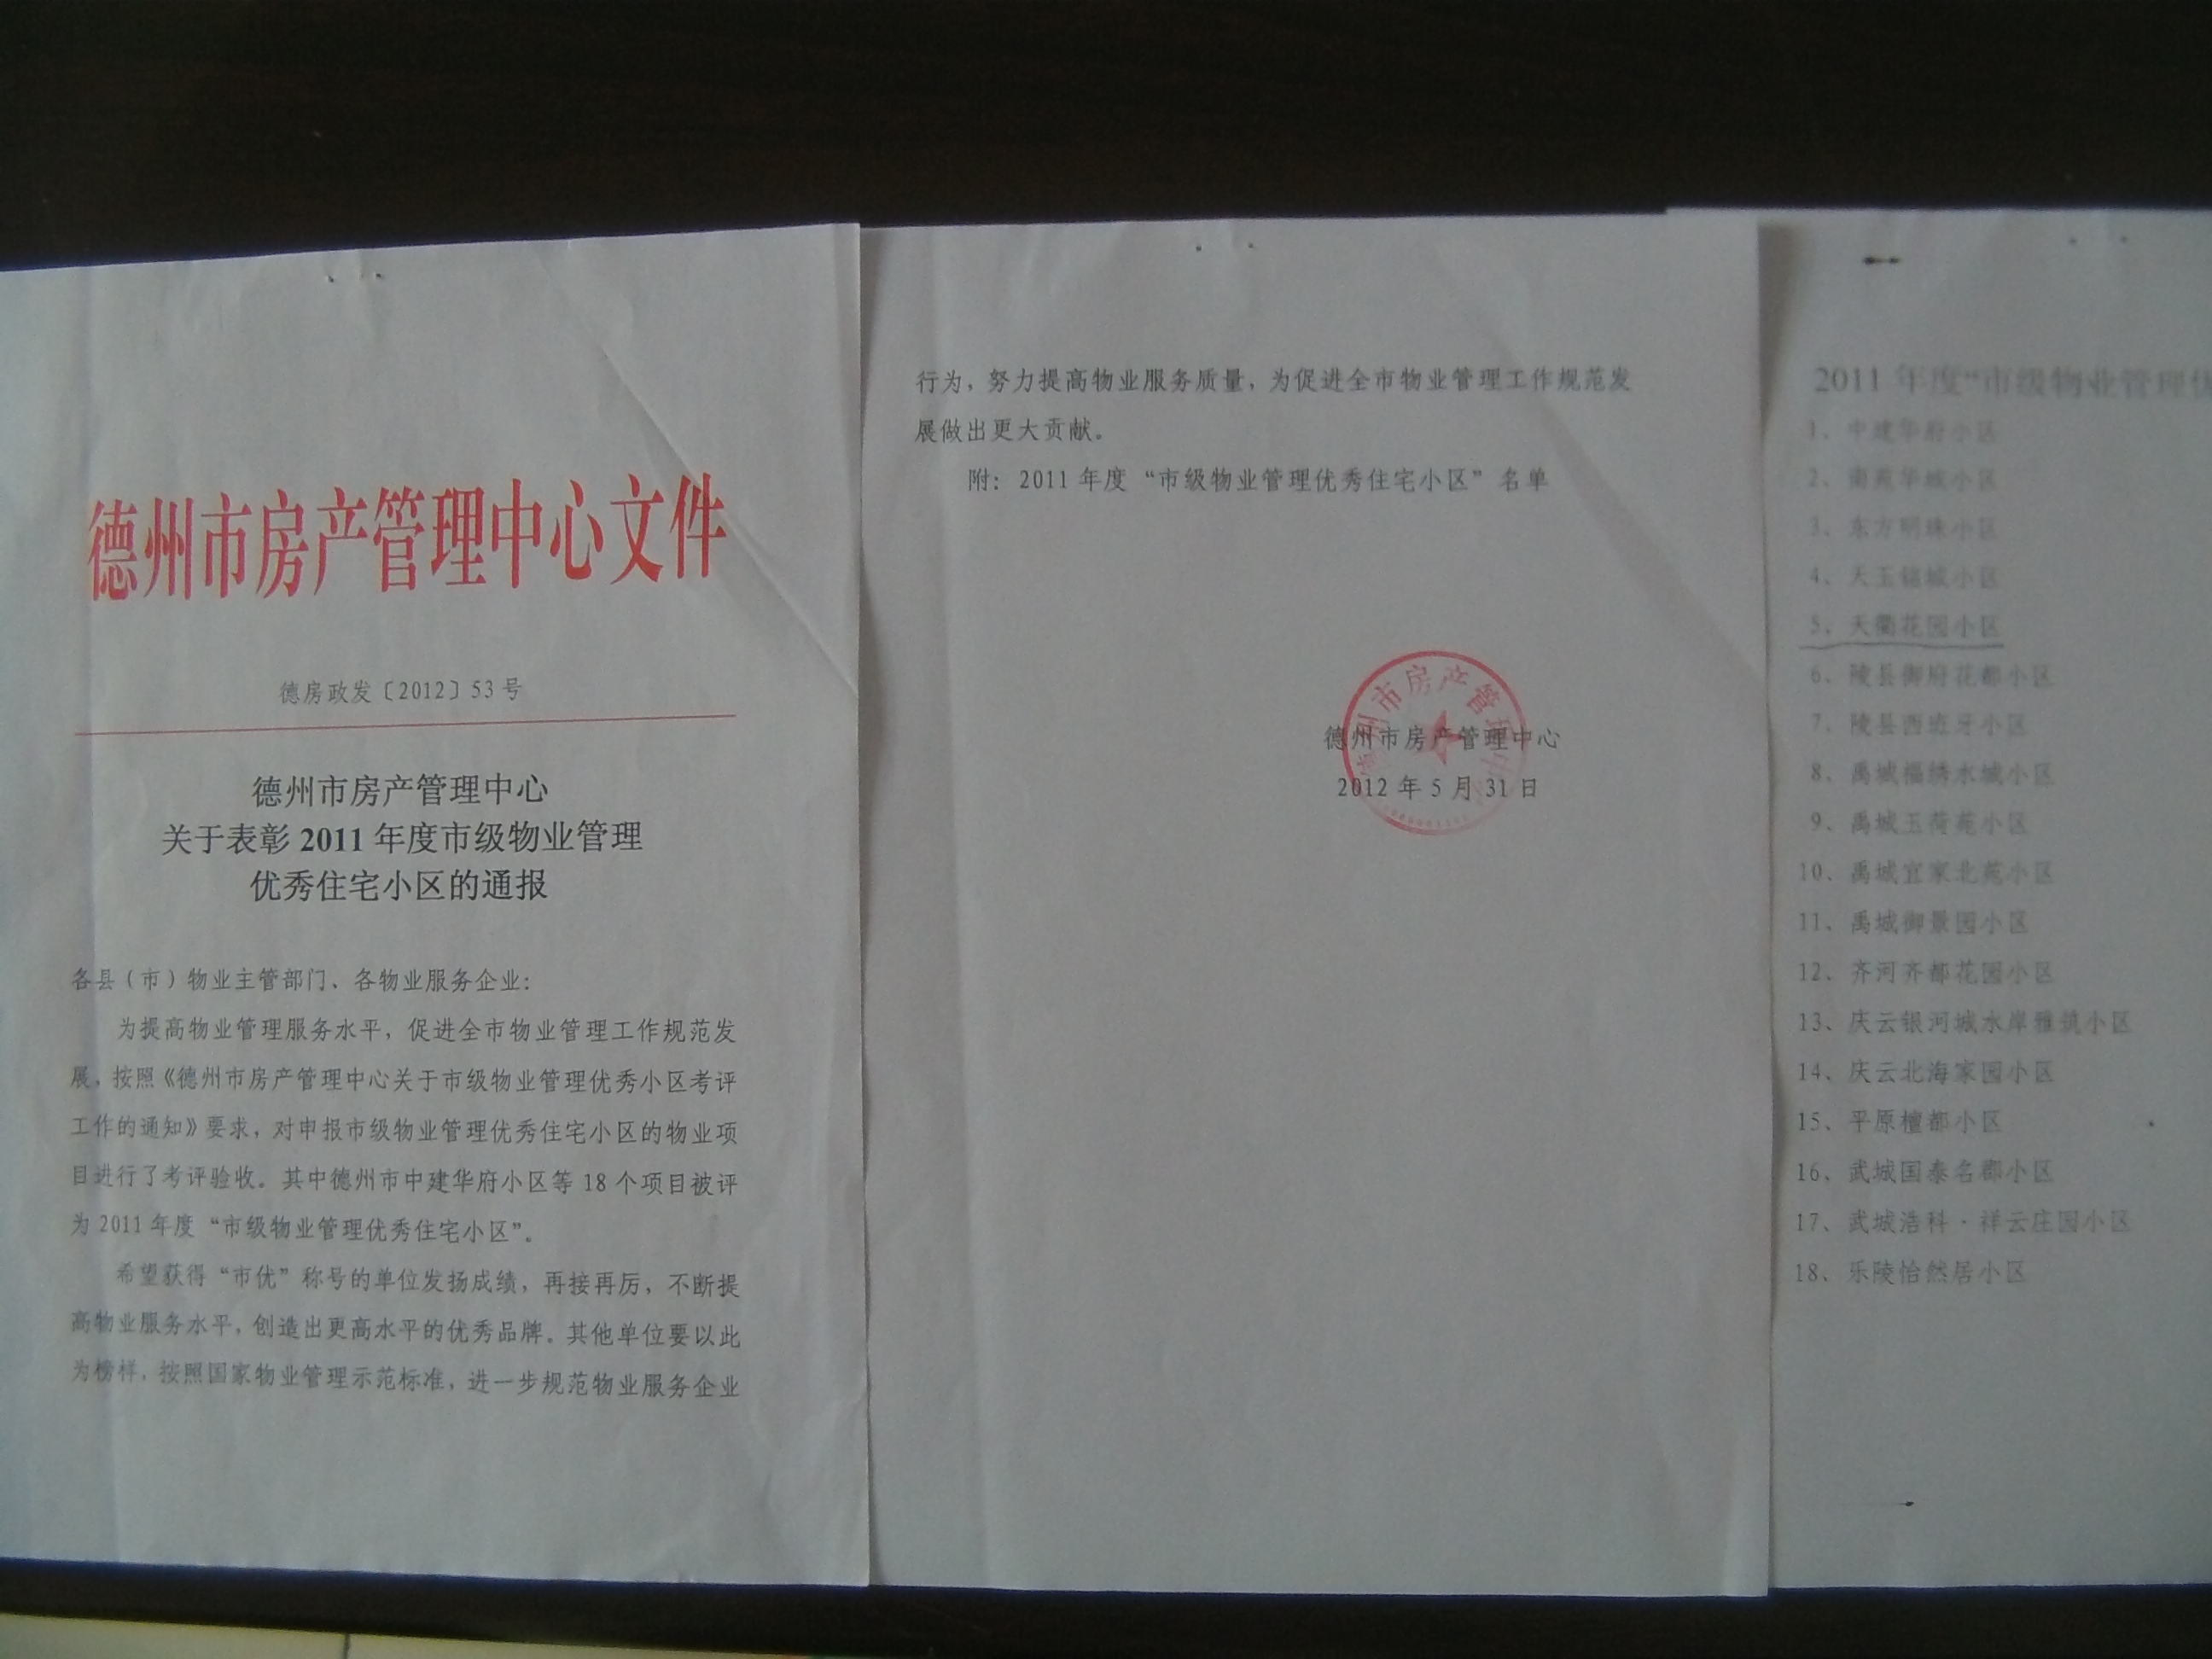 德州市房产管理中心文件
德房政发〔2012〕53号
德州市房产管理中心
关于表彰2011年度市级物业管理
优秀住宅小区的通报
各县（市）物业主管部门、各物业服务企业：
为提高物业管理服务水平，促进全市物业管理工作规范发
展，按照《德州市房产管理中心关于市级物业管理优秀小区考评
工作的通知》要求，对申报市级物业管理优秀住宅小区的物业项
目进行了考评验收。其中德州市中建华府小区等18个项目被评
为2011年度“市级物业管理优秀住宅小区”。
希望获得“市优”称号的单位发扬成绩，再接再厉，不断提
高物业服务水平，创造出更高水平的优秀品牌。其他单位要以此
为榜样，按照国家物业管理示范标准，进一步规范物业服务企业
行为，努力提高物业服务质量，为促进全市物业管理工作规范发
展做出更大贡献。
附：2011年度“市级物业管理优秀住宅小区”名单
德州市房产管理中心
德州市房产管理中心
2012年5月31日
2011年度“市级物业管理优
1、中建华府小区
2、南苑华城小区
3、东方明珠小区
4、天玉铭城小区
5、天衢花园小区
6、陵县御府花都小区
7、陵县西班牙小区
8、禹城福绣水城小区
9、禹城玉荷苑小区
10、禹城宜家北苑小区
11、禹城御景园小区
12、齐河齐都花园小区
13、庆云银河城水岸雅筑小区
14、庆云北海家园小区
15、平原檀都小区
16、武城国泰名郡小区
17、武城浩科·祥云庄园小区
18、乐陵怡然居小区